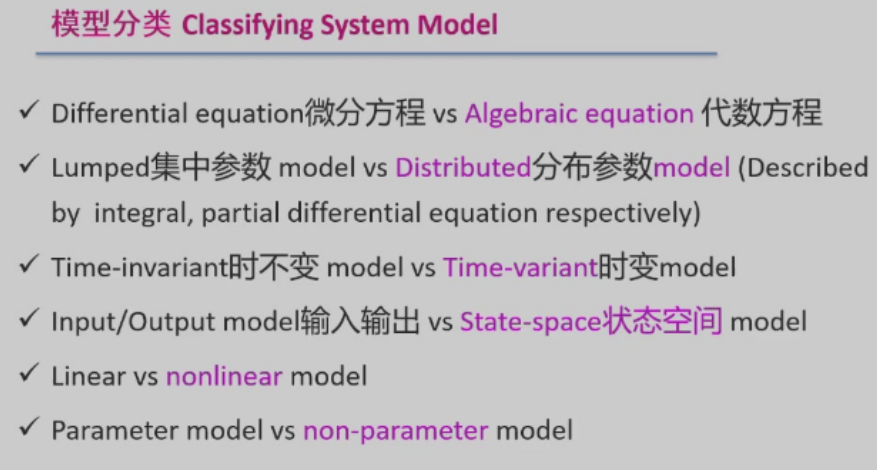 模型分类 Classifying System Model
✓ Differential equation微分方程 vs Algebraic equation 代数方程
✓ Lumped集中参数 model vs Distributed分布参数model (Described
by integral, partial differential equation respectively)
✓ Time-invariant时不变 model vs Time-variant时变model
✓ Input/Output model输入输出 vs State-space状态空间 model
✓ Linear vs nonlinear model
✓ Parameter model vs non-parameter model